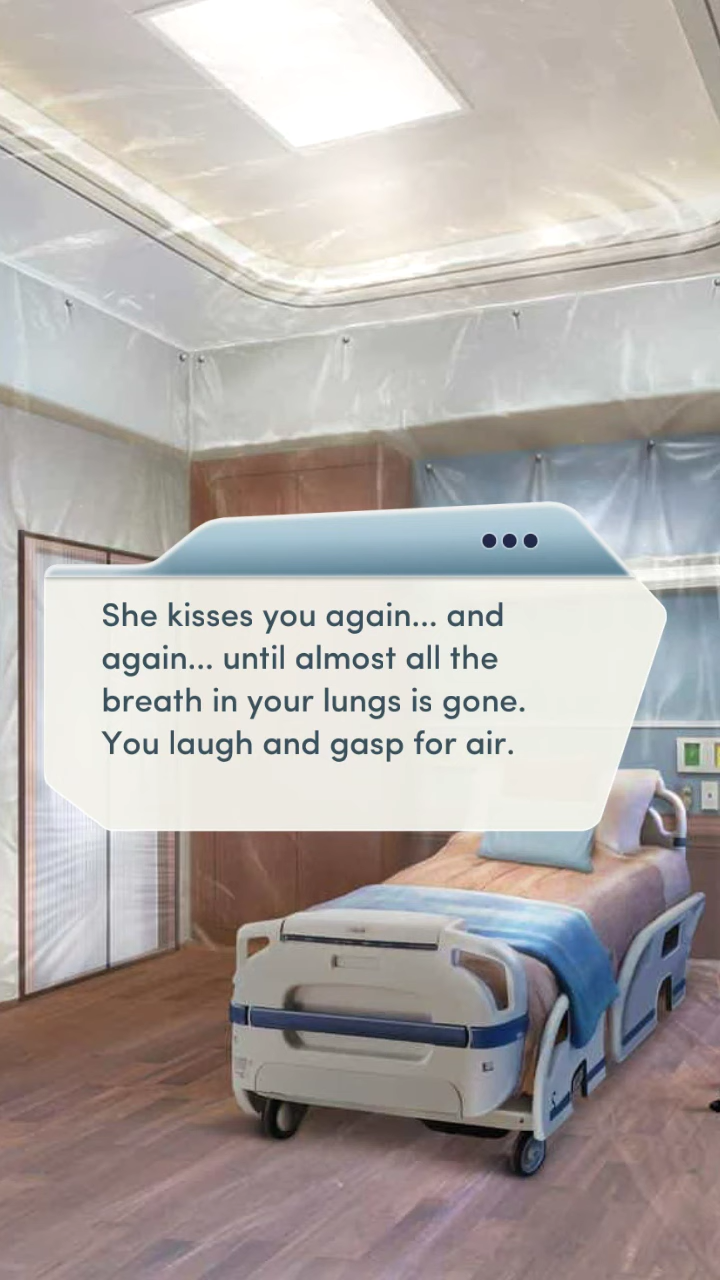 She kisses you again... and
again... until almost all the
breath in your lungs is gone.
You laugh and gasp for air.